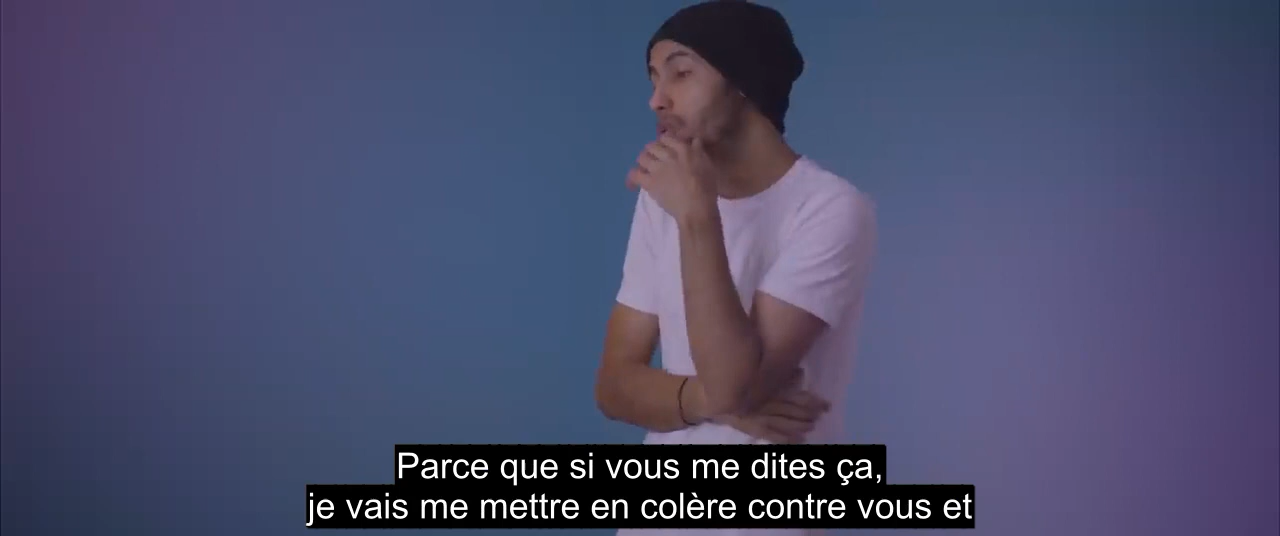 Parce que si vous me dites ça,
je vais me mettre en colère contre vous et